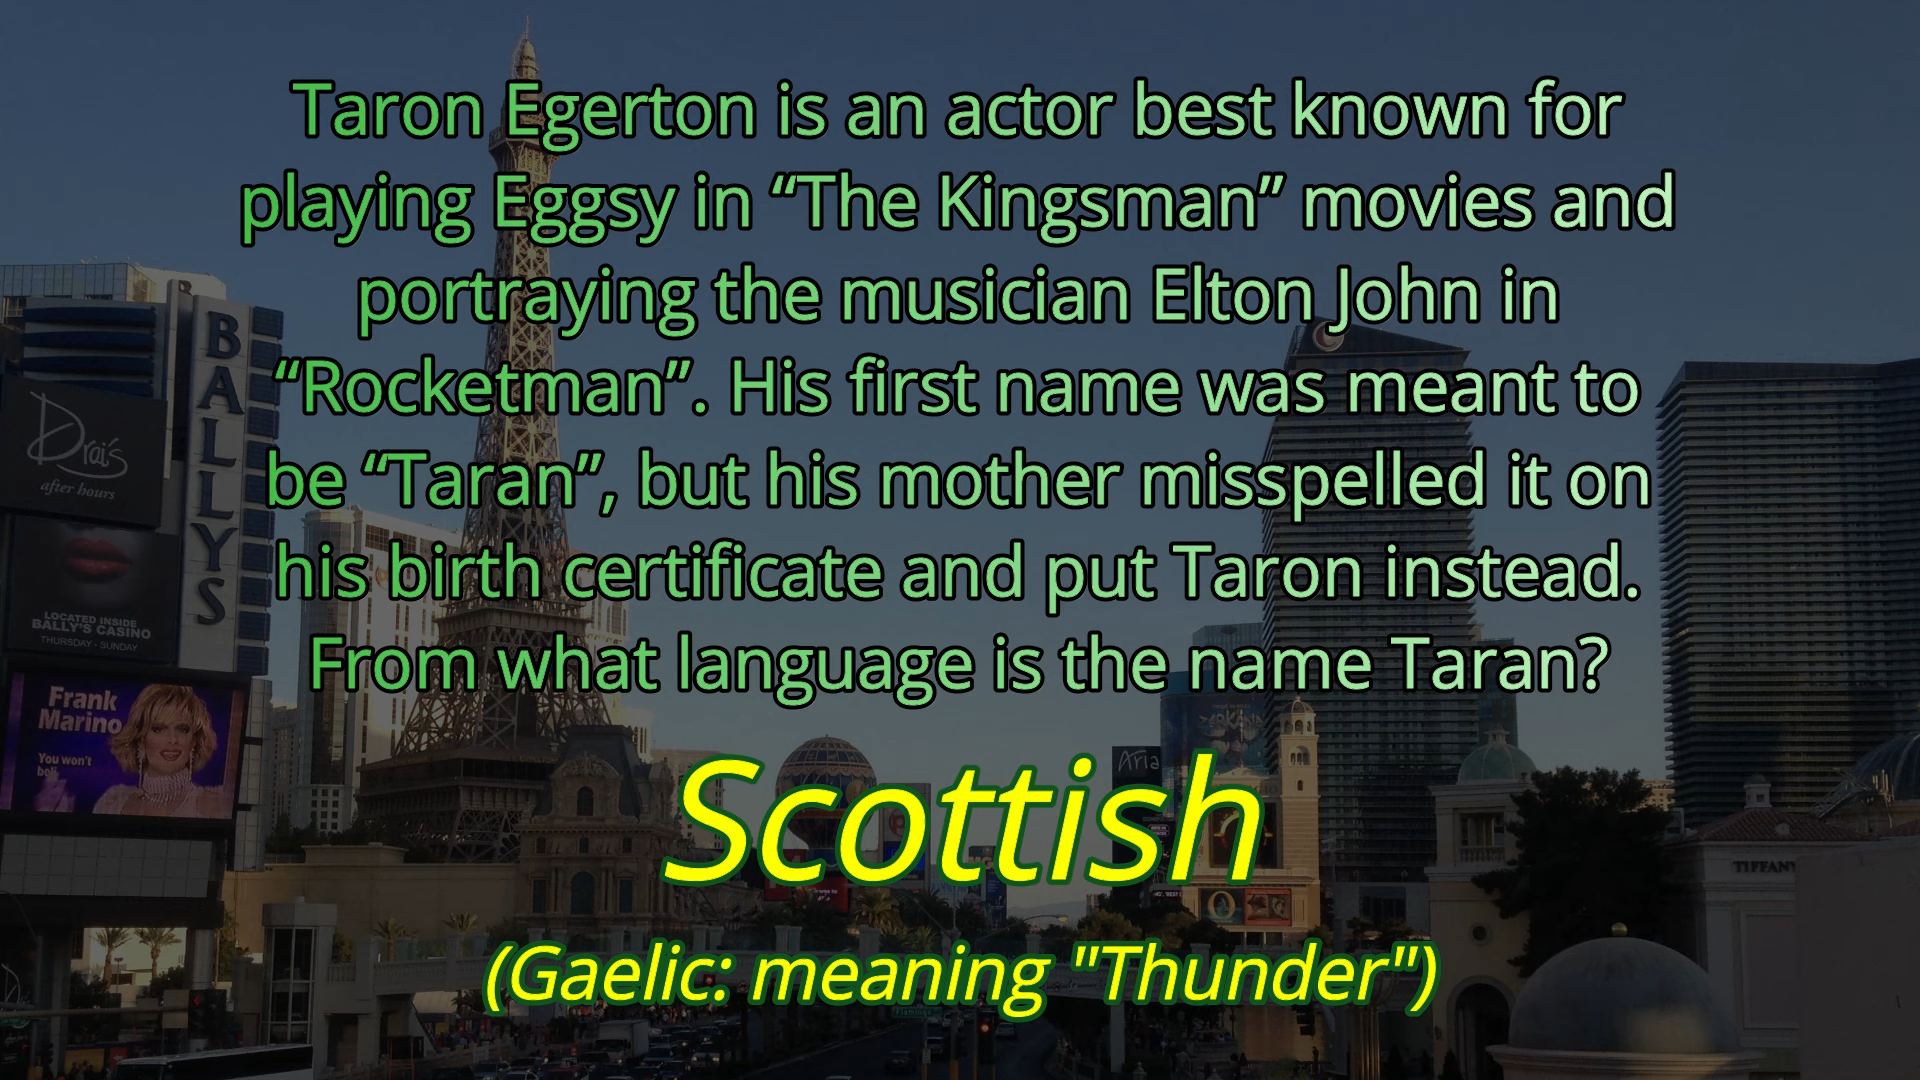 Taron Egerton is an actor best known for
playing Eggsy in “The Kingsman” movies and
portraying the musician Elton John in
“Rocketman”. His first name was meant to
be “Taran”, but his mother misspelled it on
his birth certificate and put Taron instead.
From what language is the name Taran?
Scottish
(Gaelic: meaning "Thunder")
BALLYS
Drai's
after hours
LOCATED INSIDE
BALLY'S CASINO
THURSDAY - SUNDAY
Frank
Marino
You won't
Aria
ZARKANA
TIFFANY